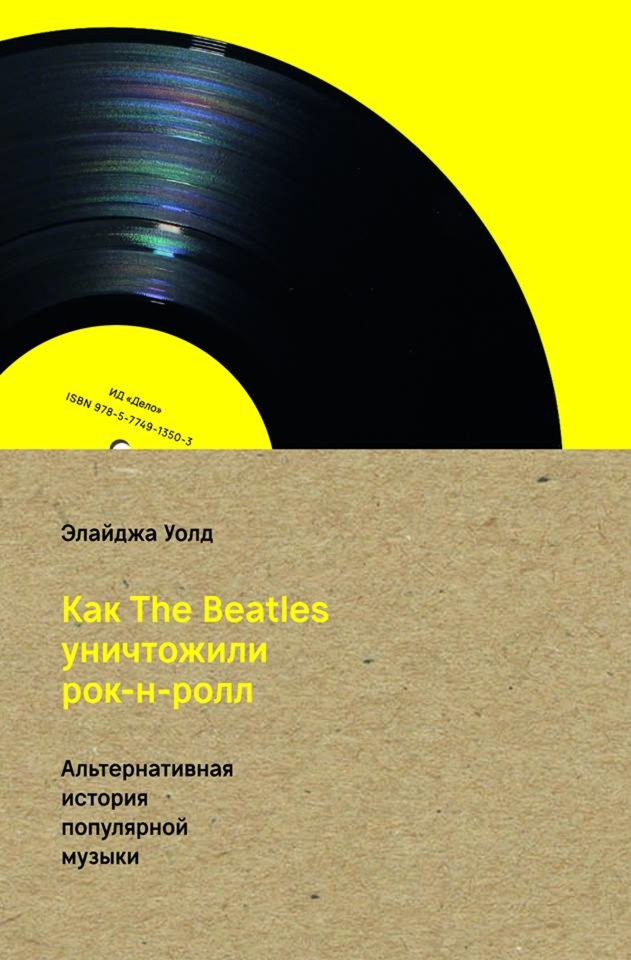 ИД «Дело»
ISBN 978-5-7749-1350-3
Элайджа Уолд
Как The Beatles
уничтожили
рок-н-ролл
Альтернативная
история
популярной
музыки